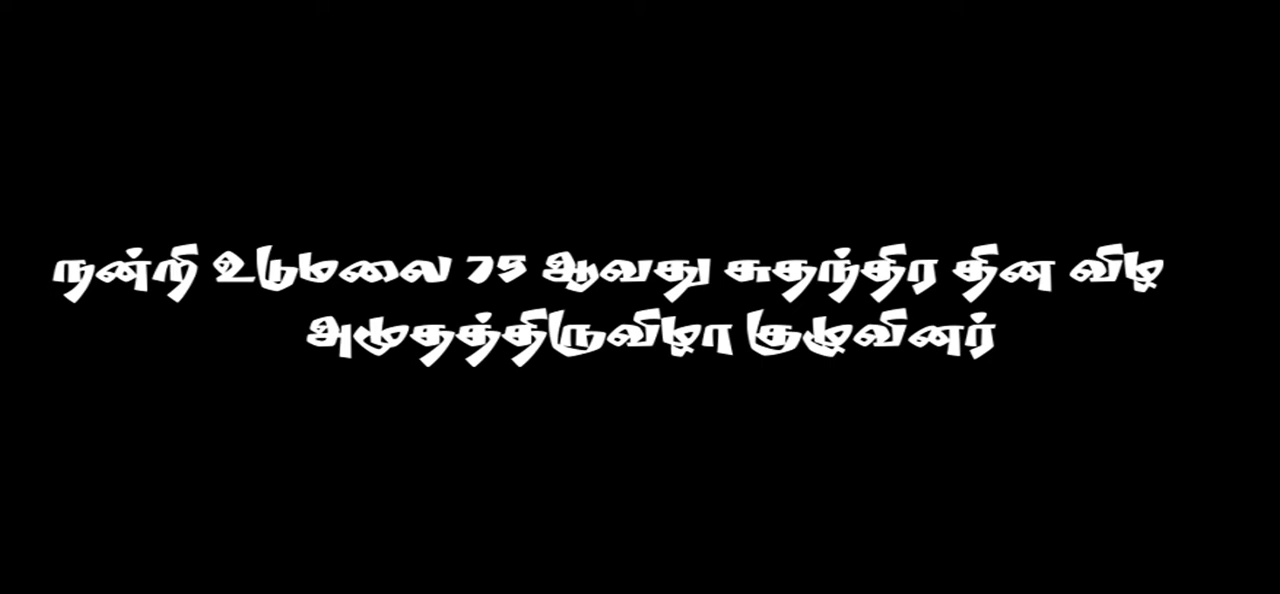 நன்றி உடுமலை 75 ஆவது சுதந்திர தின விழ
அமுதத்திருவிழா குழுவினர்